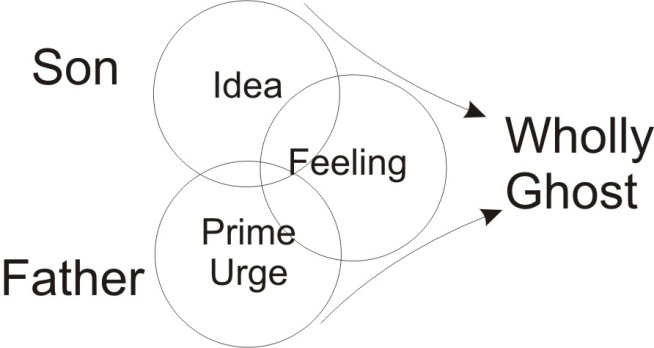 Son
Idea
Feeling
Wholly
Ghost
Prime
Urge
Father